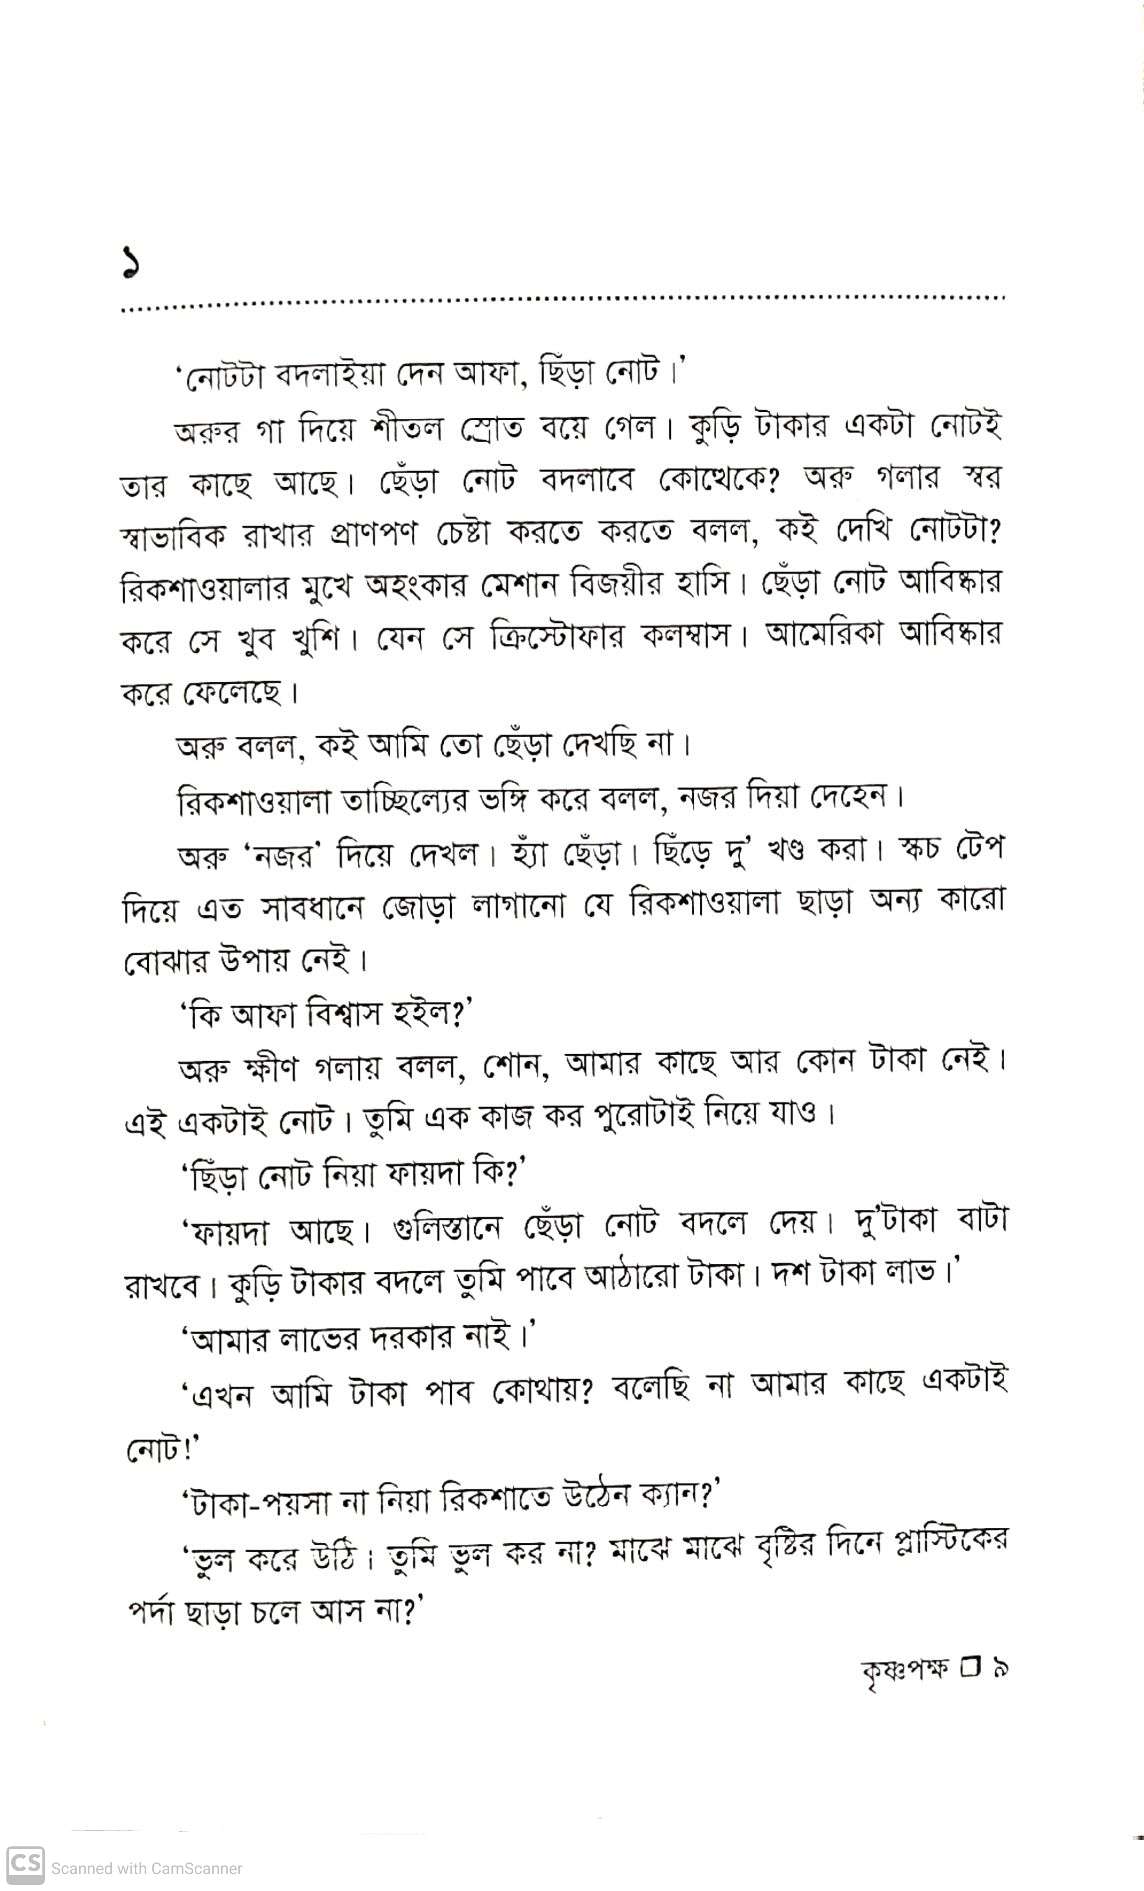 ১
‘নোটটা বদলাইয়া দেন আফা, ছিঁড়া নোট।’
অরুর গা দিয়ে শীতল স্রোত বয়ে গেল। কুড়ি টাকার একটা নোটই
তার কাছে আছে। ছেঁড়া নোট বদলাবে কোত্থেকে? অরু গলার স্বর
স্বাভাবিক রাখার প্রাণপণ চেষ্টা করতে করতে বলল, কই দেখি নোটটা?
রিকশাওয়ালার মুখে অহংকার মেশান বিজয়ীর হাসি। ছেঁড়া নোট আবিষ্কার
করে সে খুব খুশি। যেন সে ক্রিস্টোফার কলম্বাস। আমেরিকা আবিষ্কার
করে ফেলেছে।
অরু বলল, কই আমি তো ছেঁড়া দেখছি না।
রিকশাওয়ালা তাচ্ছিল্যের ভঙ্গি করে বলল, নজর দিয়া দেহেন।
অরু ‘নজর’ দিয়ে দেখল। হ্যাঁ ছেঁড়া। ছিঁড়ে দু’ খণ্ড করা। স্কচ টেপ
দিয়ে এত সাবধানে জোড়া লাগানো যে রিকশাওয়ালা ছাড়া অন্য কারো
বোঝার উপায় নেই।
‘কি আফা বিশ্বাস হইল?’
অরু ক্ষীণ গলায় বলল, শোন, আমার কাছে আর কোন টাকা নেই।
এই একটাই নোট। তুমি এক কাজ কর পুরোটাই নিয়ে যাও।
‘ছিঁড়া নোট নিয়া ফায়দা কি?’
‘ফায়দা আছে। গুলিস্তানে ছেঁড়া নোট বদলে দেয়। দু’টাকা বাটা
রাখবে। কুড়ি টাকার বদলে তুমি পাবে আঠারো টাকা। দশ টাকা লাভ।’
‘আমার লাভের দরকার নাই।’
‘এখন আমি টাকা পাব কোথায়? বলেছি না আমার কাছে একটাই
নোট!’
‘টাকা-পয়সা না নিয়া রিকশাতে উঠেন ক্যান?’
‘ভুল করে উঠি। তুমি ভুল কর না? মাঝে মাঝে বৃষ্টির দিনে প্লাস্টিকের
পর্দা ছাড়া চলে আস না?’
কৃষ্ণপক্ষ □ ৯
CS Scanned with CamScanner